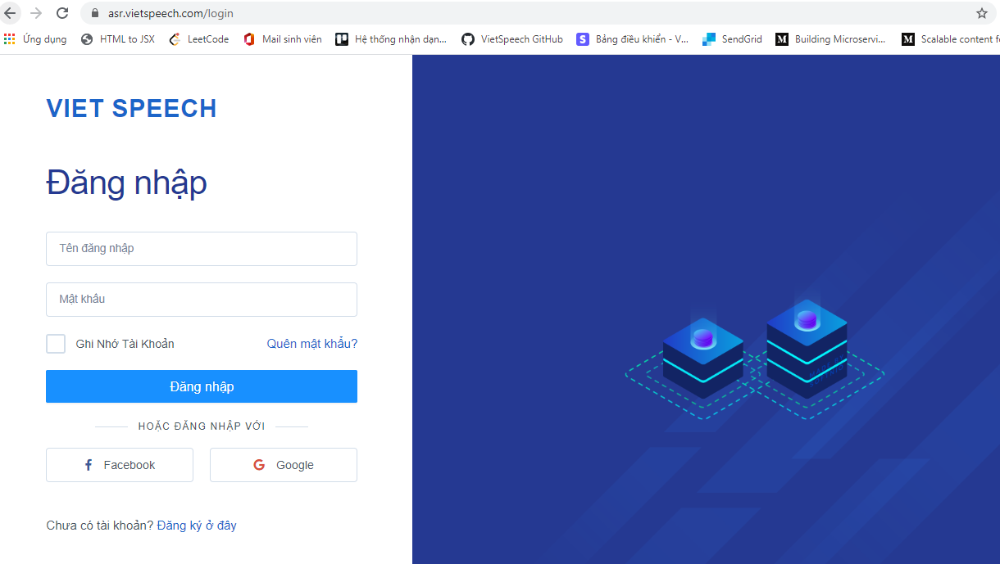 asr.vietspeech.com/login
Ứng dụng HTML to JSX LeetCode Mail sinh viên Hệ thống nhận dạn... VietSpeech GitHub Bảng điều khiển - V... SendGrid Building Microservi... Scalable content f
VIET SPEECH
Đăng nhập
Tên đăng nhập
Mật khẩu
Ghi Nhớ Tài Khoản Quên mật khẩu?
Đăng nhập
HOẶC ĐĂNG NHẬP VỚI
Facebook Google
Chưa có tài khoản? Đăng ký ở đây